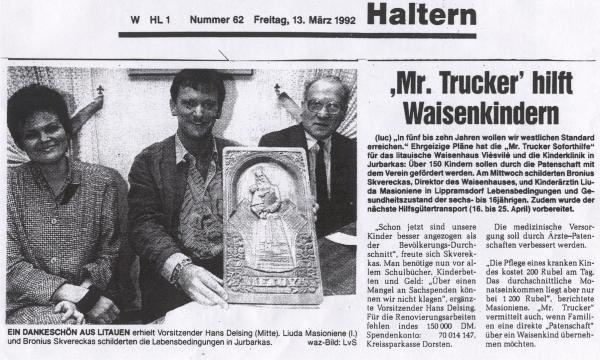 W HL 1 Nummer 62 Freitag, 13. März 1992 Haltern
‚Mr. Trucker’ hilft
Waisenkindern
(luc) „In fünf bis zehn Jahren wollen wir westlichen Standard
erreichen.“ Ehrgeizige Pläne hat die „Mr. Trucker Soforthilfe“
für das litauische Waisenhaus Viésvilé und die Kinderklinik in
Jurbarkas: Über 150 Kindern sollen durch die Patenschaft mit
dem Verein gefördert werden. Am Mittwoch schilderten Bronius
Skvereckas, Direktor des Waisenhauses, und Kinderärztin Liu-
da Masioniene in Lippramsdorf Lebensbedingungen und Ge-
sundheitszustand der sechs- bis 16jährigen. Zudem wurde der
nächste Hilfsgütertransport (16. bis 25. April) vorbereitet.
„Schon jetzt sind unsere
Kinder besser angezogen als
der Bevölkerungs-Durch-
schnitt“, freute sich Skverek-
kas. Man benötige nun vor al-
lem Schulbücher, Kinderbet-
ten und Geld: „Über einen
Mangel an Sachspenden kön-
nen wir nicht klagen“, ergänz-
te Vorsitzender Hans Delsing.
Für die Renovierungsarbeiten
fehlen indes 150 000 DM.
Spendenkonto: 70 014 147,
Kreissparkasse Dorsten.
Die medizinische Versor-
gung soll durch Ärzte-Paten-
schaften verbessert werden.
„Die Pflege eines kranken Kin-
des kostet 200 Rubel am Tag.
Das durchschnittliche Mo-
natseinkommen liegt aber nur
bei 1 200 Rubel“, berichtete
Masioniene. „Mr. Trucker“
vermittelt auch, wenn Familien
eine direkte „Patenschaft“
über ein Waisenkind überneh-
men möchten.
EIN DANKESCHÖN AUS LITAUEN erhielt Vorsitzender Hans Delsing (Mitte). Liuda Masioniene (l.)
und Bronius Skvereckas schilderten die Lebensbedingungen in Jurbarkas. waz-Bild: LvS